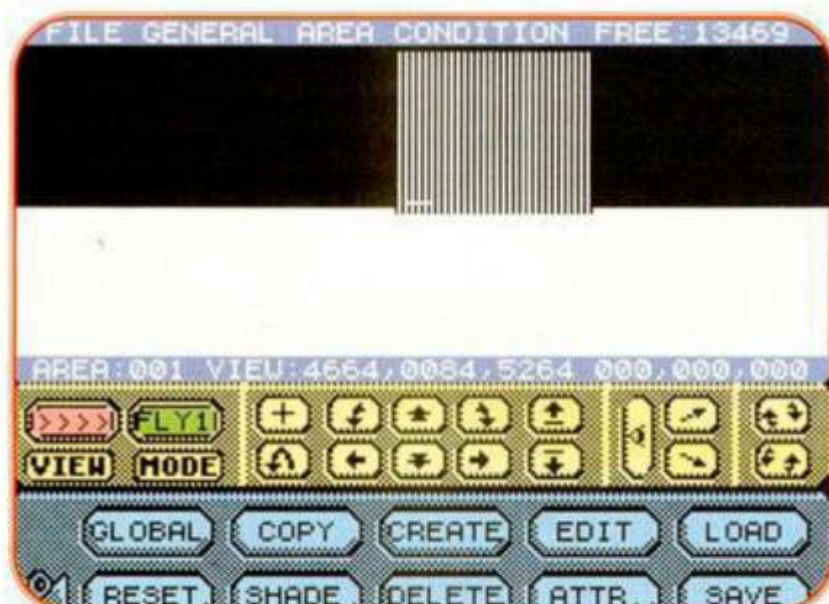 FILE GENERAL AREA CONDITION FREE:13469
AREA:001 VIEW:4664,0084,5264 000,000,000
>>>> FLY1
VIEW MODE
GLOBAL COPY CREATE EDIT LOAD
RESET SHADE DELETE ATTR SAVE